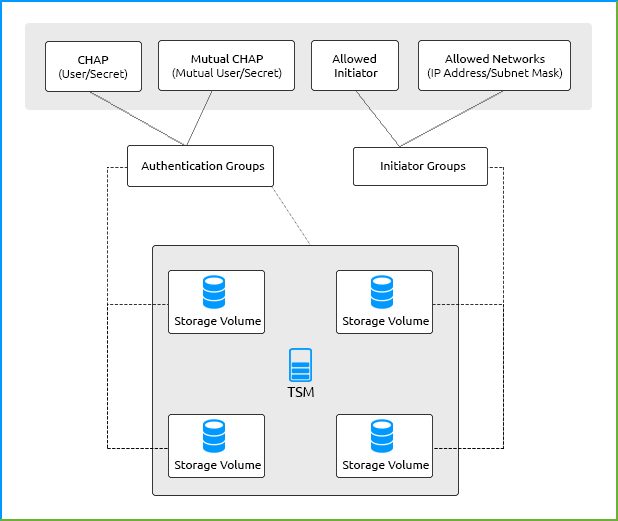 CHAP
(User/Secret)
Mutual CHAP
(Mutual User/Secret)
Allowed
Initiator
Allowed Networks
(IP Address/Subnet Mask)
Authentication Groups
Initiator Groups
Storage Volume
Storage Volume
TSM
Storage Volume
Storage Volume